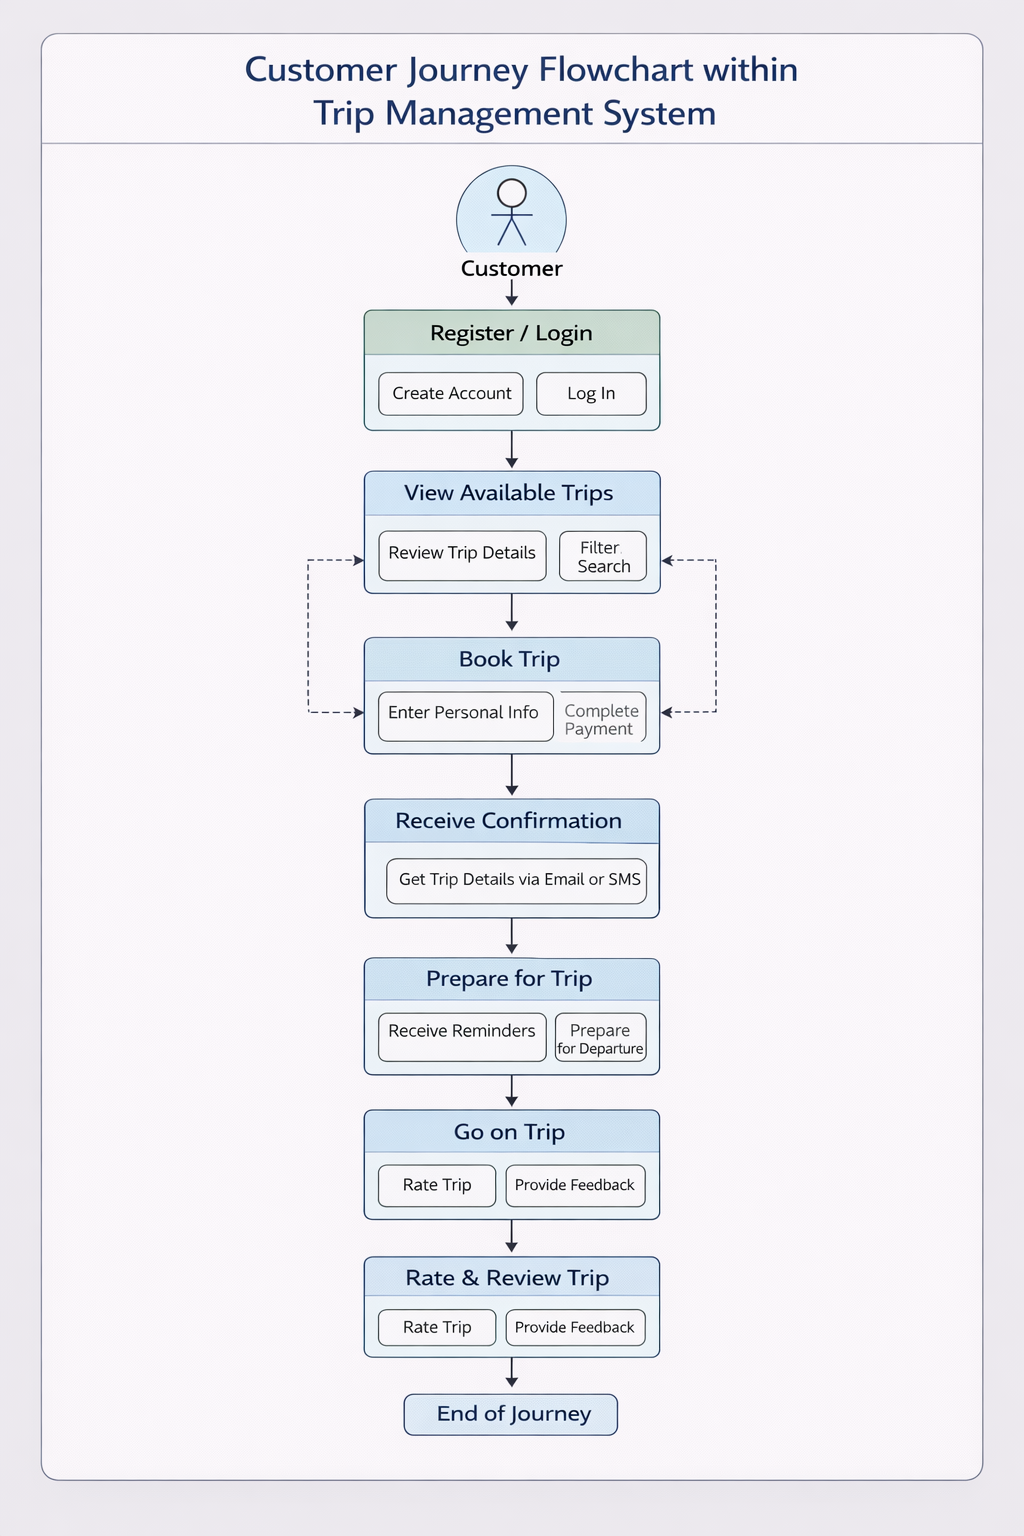 Customer Journey Flowchart within
Trip Management System
Customer
Register / Login
Create Account
Log In
View Available Trips
Review Trip Details
Filter
Search
Book Trip
Enter Personal Info
Complete
Payment
Receive Confirmation
Get Trip Details via Email or SMS
Prepare for Trip
Receive Reminders
Prepare
for Departure
Go on Trip
Rate Trip
Provide Feedback
Rate & Review Trip
Rate Trip
Provide Feedback
End of Journey